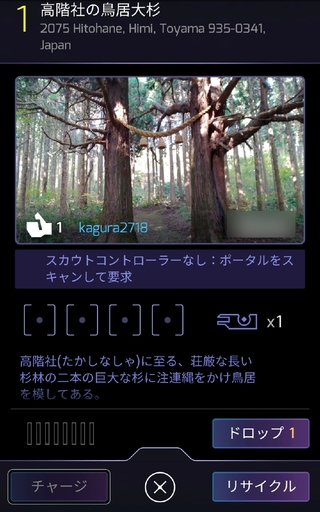 1
高階社の鳥居大杉
2075 Hitohane, Himi, Toyama 935-0341,
Japan
1 kagura2718
スカウトコントローラーなし：ポータルをス
キャンして要求
x1
高階社(たかしなしゃ)に至る、荘厳な長い
杉林の二本の巨大な杉に注連縄をかけ鳥居
を模してある。
ドロップ 1
チャージ
リサイクル